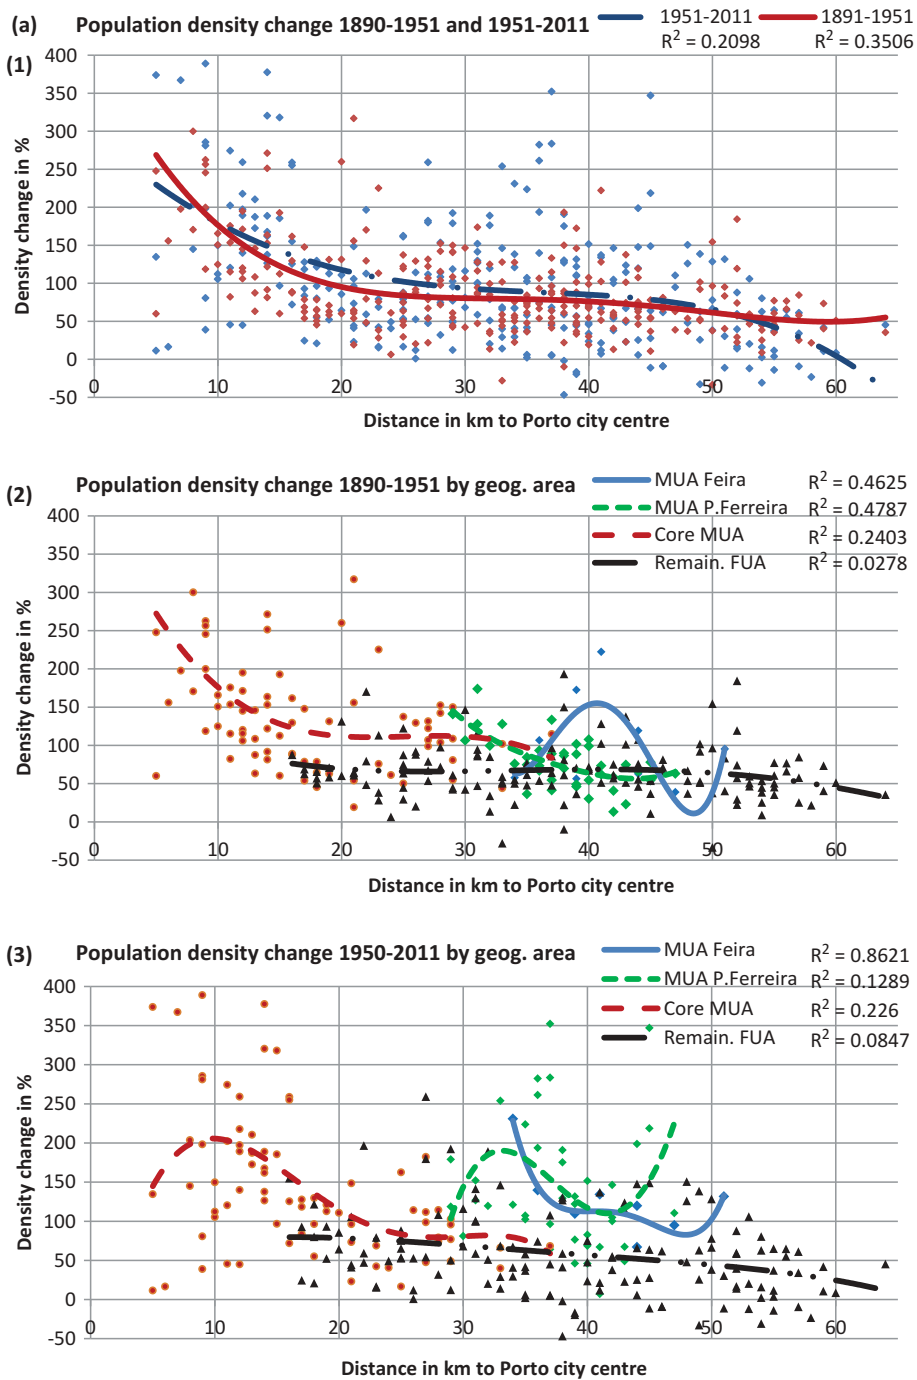 (a) Population density change 1890-1951 and 1951-2011
1951-2011 1891-1951
R² = 0.2098 R² = 0.3506
(1)
400
350
300
250
200
150
100
50
0
-50
Density change in %
0 10 20 30 40 50 60
Distance in km to Porto city centre
(2) Population density change 1890-1951 by geog. area
MUA Feira R² = 0.4625
MUA P.Ferreira R² = 0.4787
Core MUA R² = 0.2403
Remain. FUA R² = 0.0278
400
350
300
250
200
150
100
50
0
-50
Density change in %
0 10 20 30 40 50 60
Distance in km to Porto city centre
(3) Population density change 1950-2011 by geog. area
MUA Feira R² = 0.8621
MUA P.Ferreira R² = 0.1289
Core MUA R² = 0.226
Remain. FUA R² = 0.0847
400
350
300
250
200
150
100
50
0
-50
Density change in %
0 10 20 30 40 50 60
Distance in km to Porto city centre